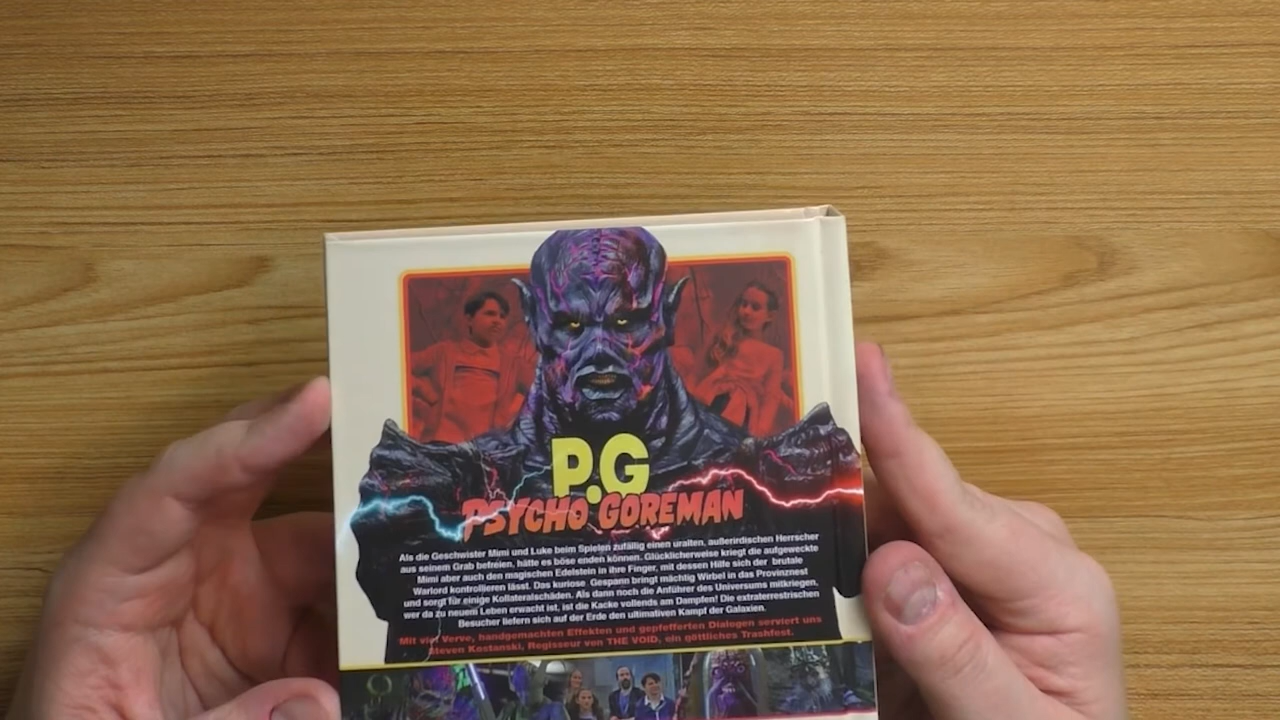 P.G
PSYCHO GOREMAN
Als die Geschwister Mimi und Luke beim Spielen zufällig einen uralten, außerirdischen Herrscher
aus seinem Grab befreien, hätte es böse enden können. Glücklicherweise kriegt die aufgeweckte
Mimi aber auch den magischen Edelstein in ihre Finger, mit dessen Hilfe sich der brutale
Warlord kontrollieren lässt. Das kuriose Gespann bringt mächtig Wirbel in das Provinznest
und sorgt für einige Kollateralschäden. Als dann noch die Anführer des Universums mitkriegen,
wer da zu neuem Leben erwacht ist, ist die Kacke vollends am Dampfen! Die extraterrestrischen
Besucher liefern sich auf der Erde den ultimativen Kampf der Galaxien.
Mit viel Verve, handgemachten Effekten und gepfefferten Dialogen serviert uns
Steven Kostanski, Regisseur von THE VOID, ein göttliches Trashfest.